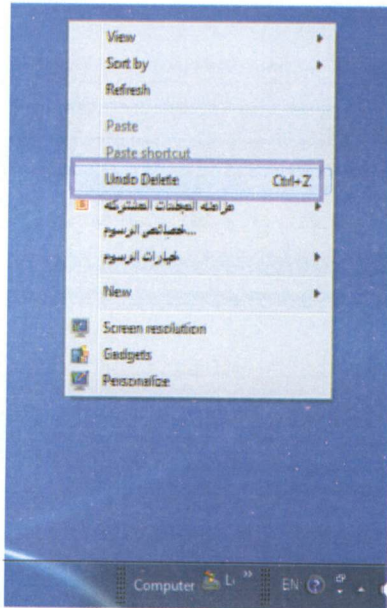 View
Sort by
Refresh
Paste
Paste shortcut
Undo Delete Ctrl+Z
مزامنة المجلدات المشتركة
خصائص الرسوم...
خيارات الرسوم
New
Screen resolution
Gadgets
Personalize
Computer L » EN